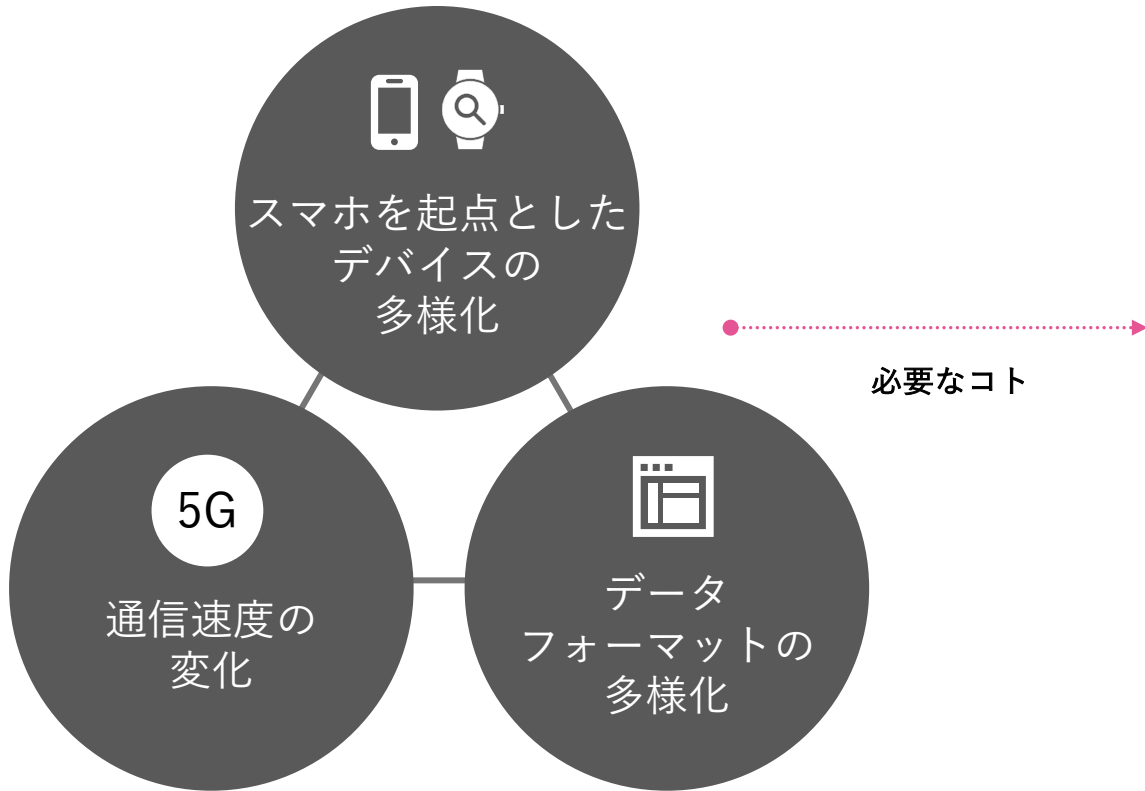 スマホを起点とした
デバイスの
多様化
必要なコト
5G
通信速度の
変化
データ
フォーマットの
多様化